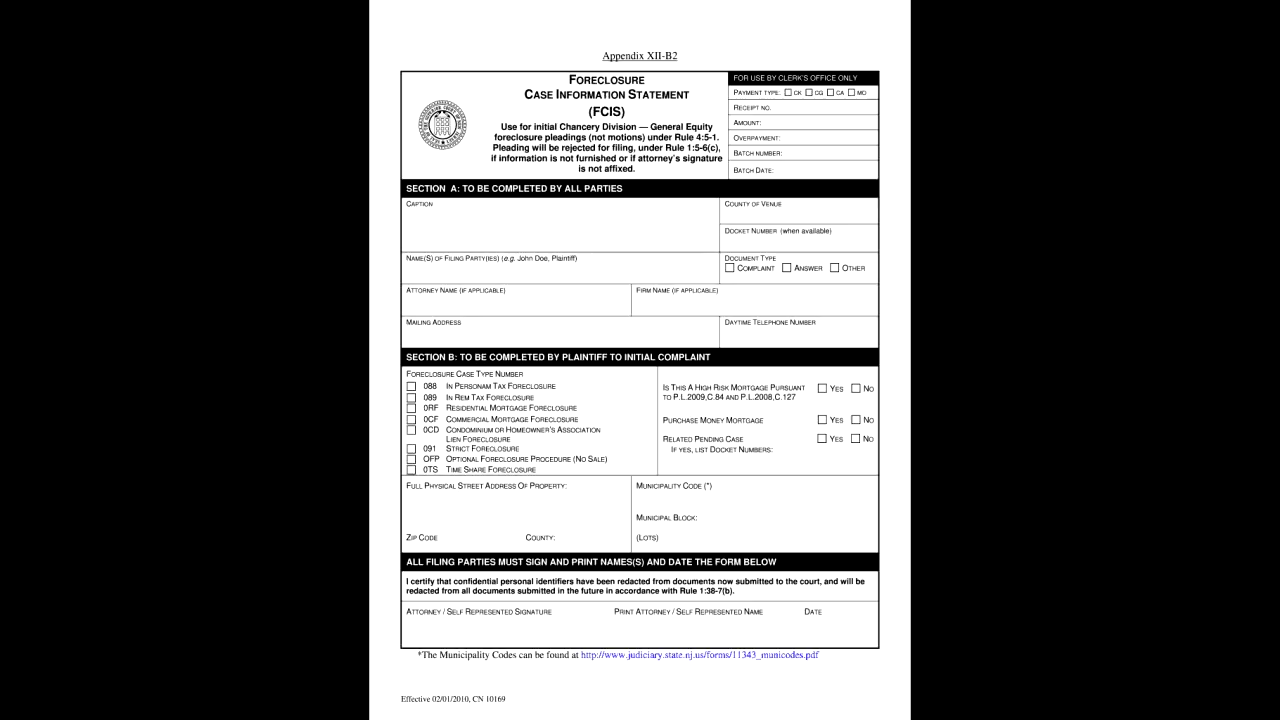 Appendix XII-B2
FORECLOSURE
CASE INFORMATION STATEMENT
(FCIS)
Use for initial Chancery Division — General Equity
foreclosure pleadings (not motions) under Rule 4:5-1.
Pleading will be rejected for filing, under Rule 1:5-6(c),
if information is not furnished or if attorney's signature
is not affixed.
FOR USE BY CLERK'S OFFICE ONLY
PAYMENT TYPE: CK CG CA MO
RECEIPT NO.
AMOUNT:
OVERPAYMENT:
BATCH NUMBER:
BATCH DATE:
SECTION A: TO BE COMPLETED BY ALL PARTIES
CAPTION
COUNTY OF VENUE
DOCKET NUMBER (when available)
NAME(S) OF FILING PARTY(IES) (e.g. John Doe, Plaintiff)
DOCUMENT TYPE
COMPLAINT ANSWER OTHER
ATTORNEY NAME (IF APPLICABLE)
FIRM NAME (IF APPLICABLE)
MAILING ADDRESS
DAYTIME TELEPHONE NUMBER
SECTION B: TO BE COMPLETED BY PLAINTIFF TO INITIAL COMPLAINT
FORECLOSURE CASE TYPE NUMBER
088 IN PERSONAM TAX FORECLOSURE
089 IN REM TAX FORECLOSURE
0RF RESIDENTIAL MORTGAGE FORECLOSURE
0CF COMMERCIAL MORTGAGE FORECLOSURE
0CD CONDOMINIUM OR HOMEOWNER'S ASSOCIATION
LIEN FORECLOSURE
091 STRICT FORECLOSURE
OFP OPTIONAL FORECLOSURE PROCEDURE (NO SALE)
0TS TIME SHARE FORECLOSURE
IS THIS A HIGH RISK MORTGAGE PURSUANT
TO P.L.2009,C.84 AND P.L.2008,C.127
YES NO
PURCHASE MONEY MORTGAGE YES NO
RELATED PENDING CASE YES NO
IF YES, LIST DOCKET NUMBERS:
FULL PHYSICAL STREET ADDRESS OF PROPERTY:
ZIP CODE COUNTY:
MUNICIPALITY CODE (*)
MUNICIPAL BLOCK:
(LOTS)
ALL FILING PARTIES MUST SIGN AND PRINT NAMES(S) AND DATE THE FORM BELOW
I certify that confidential personal identifiers have been redacted from documents now submitted to the court, and will be
redacted from all documents submitted in the future in accordance with Rule 1:38-7(b).
ATTORNEY / SELF REPRESENTED SIGNATURE PRINT ATTORNEY / SELF REPRESENTED NAME DATE
*The Municipality Codes can be found at http://www.judiciary.state.nj.us/forms/11343_municodes.pdf
Effective 02/01/2010, CN 10169